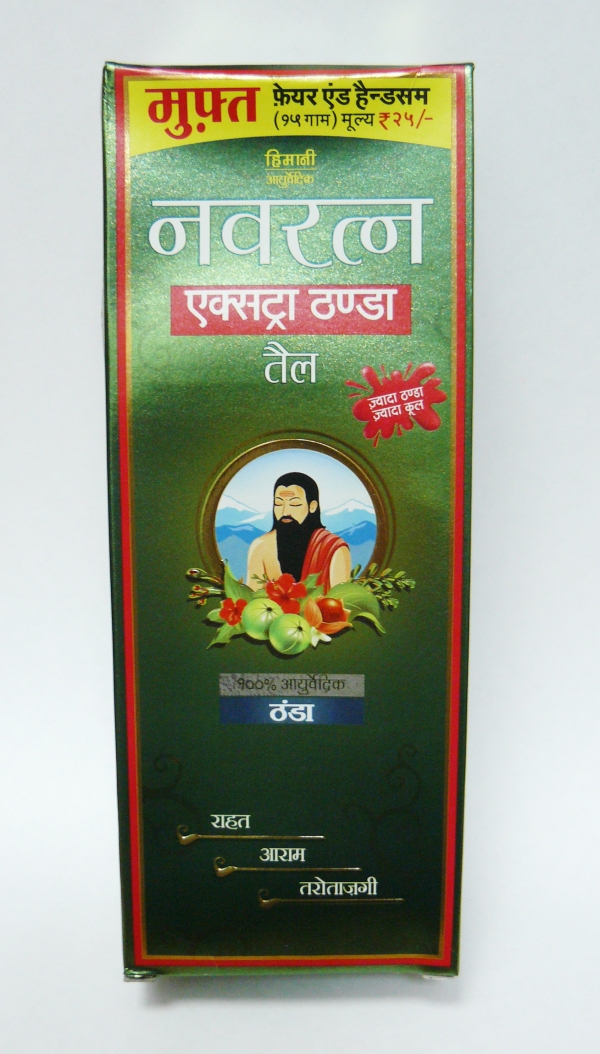 मुफ़्त
फ़ेयर एंड हैन्डसम
(१५ गाम) मूल्य ₹२५/-
हिमानी
आयुर्वेदिक
नवरत्न
एक्सट्रा ठण्डा
तैल
ज़्यादा ठण्डा
ज़्यादा कूल
१००% आयुर्वेदिक
ठंडा
राहत
आराम
तरोताज़गी